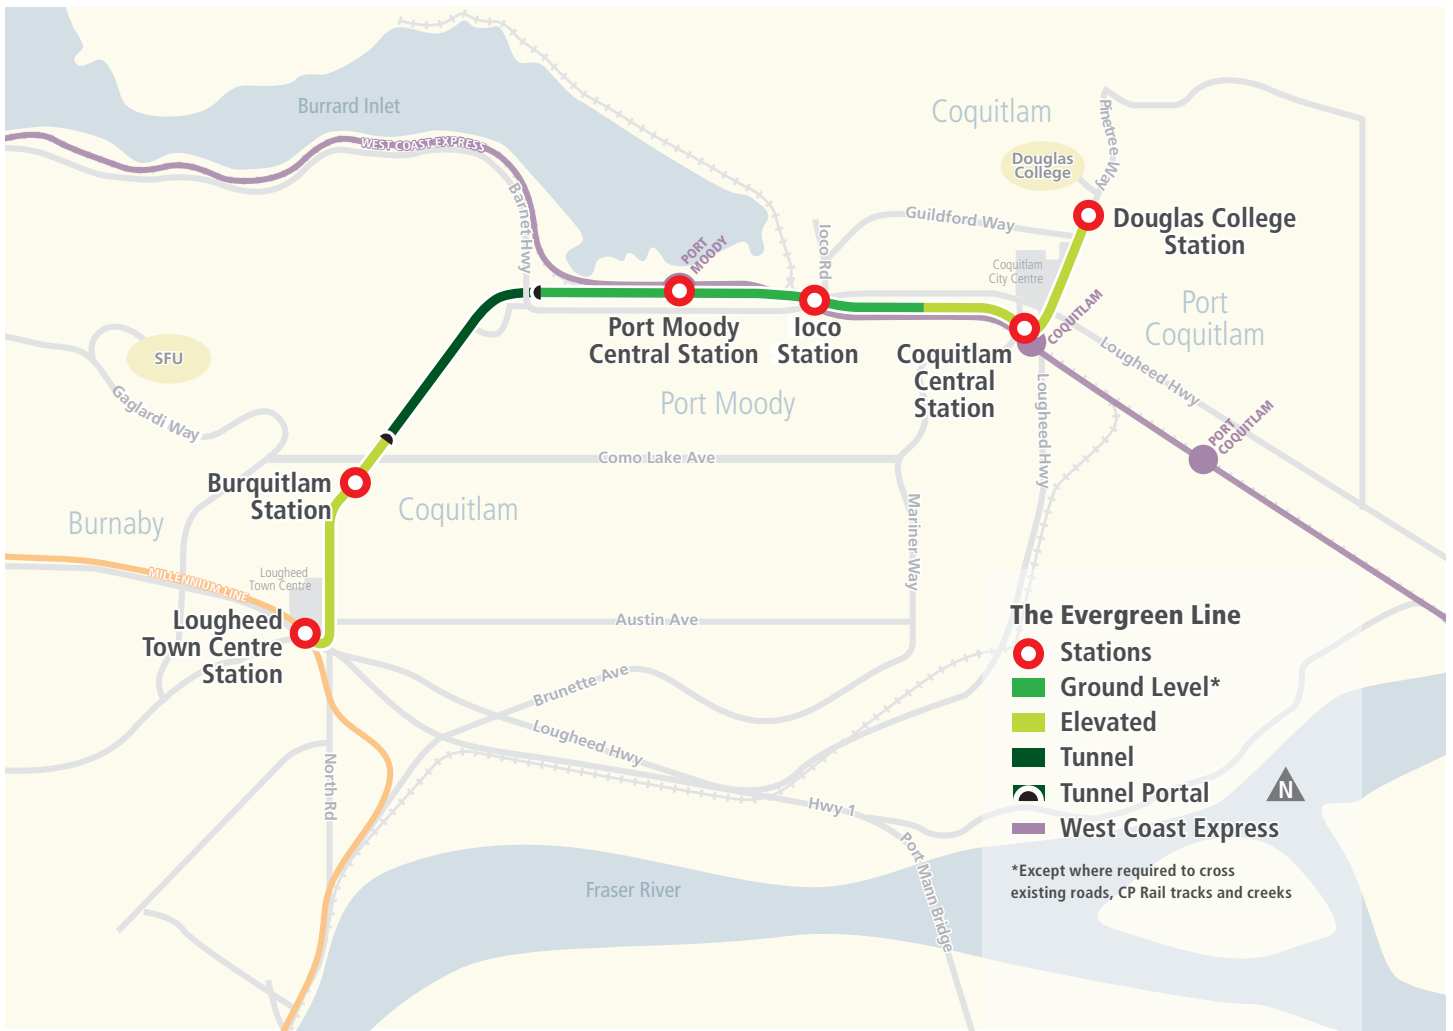 Burrard Inlet
WEST COAST EXPRESS
Barnet Hwy
Coquitlam
Pinetree Way
Douglas
College
Guildford Way
Ioco Rd
Douglas College
Station
PORT
MOODY
Coquitlam
City Centre
COQUITLAM
Port
Coquitlam
Port Moody
Central Station
Ioco
Station
Coquitlam
Central
Station
Lougheed Hwy
SFU
Gaglardi Way
Port Moody
Lougheed Hwy
PORT
COQUITLAM
Como Lake Ave
Burquitlam
Station
Coquitlam
Burnaby
Mariner Way
MILLENNIUM LINE
Lougheed
Town Centre
Lougheed
Town Centre
Station
Austin Ave
Brunette Ave
Lougheed Hwy
North Rd
Hwy 1
Port Mann Bridge
Fraser River
The Evergreen Line
Stations
Ground Level*
Elevated
Tunnel
Tunnel Portal
N
West Coast Express
*Except where required to cross
existing roads, CP Rail tracks and creeks